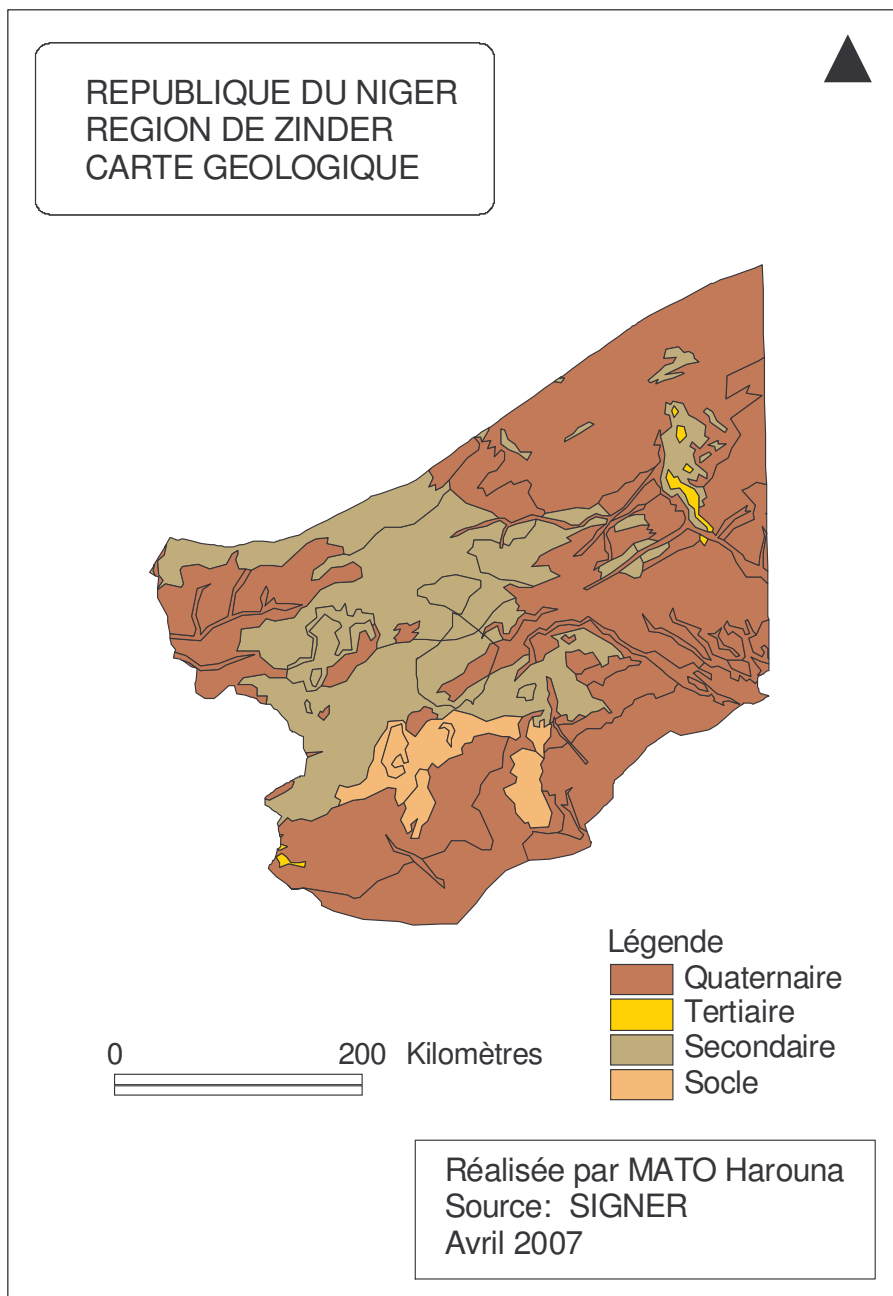 REPUBLIQUE DU NIGER
REGION DE ZINDER
CARTE GEOLOGIQUE
Légende
Quaternaire
Tertiaire
Secondaire
Socle
0 200 Kilomètres
Réalisée par MATO Harouna
Source: SIGNER
Avril 2007